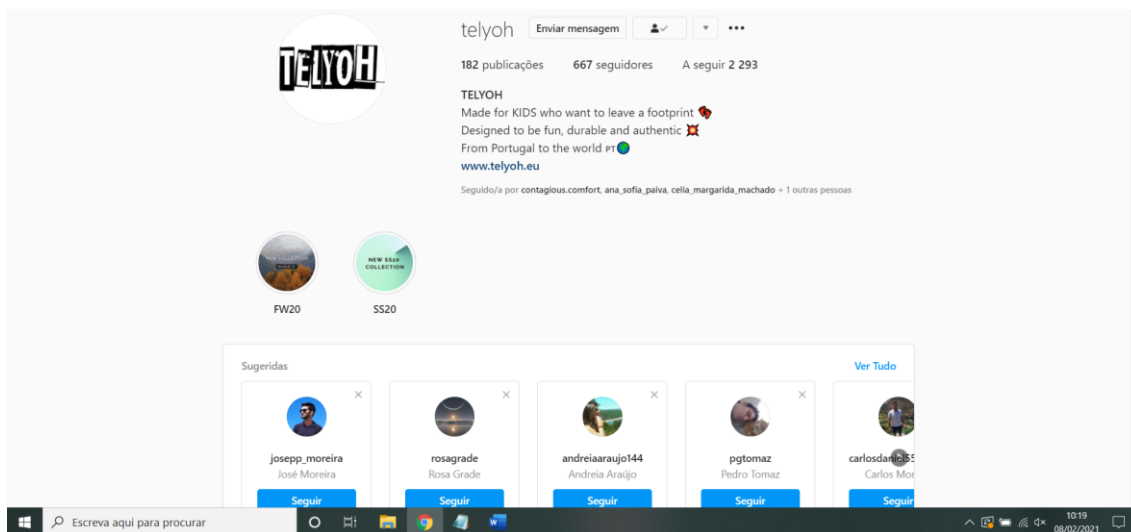 TELYOH
telyoh Enviar mensagem
182 publicações 667 seguidores A seguir 2 293
TELYOH
Made for KIDS who want to leave a footprint 👣
Designed to be fun, durable and authentic 💥
From Portugal to the world PT🌍
www.telyoh.eu
Seguido/a por contagious.comfort, ana_sofia_paiva, celia_margarida_machado + 1 outras pessoas
NEW SS20
COLLECTION
FW20 SS20
Sugeridas Ver Tudo
josepp_moreira rosagrade andreiaaraujo144 pgtomaz
José Moreira Rosa Grade Andreia Araújo Pedro Tomaz Carlos Mor
Seguir Seguir Seguir Seguir Seguir
Escreva aqui para procurar
10:19
08/02/2021